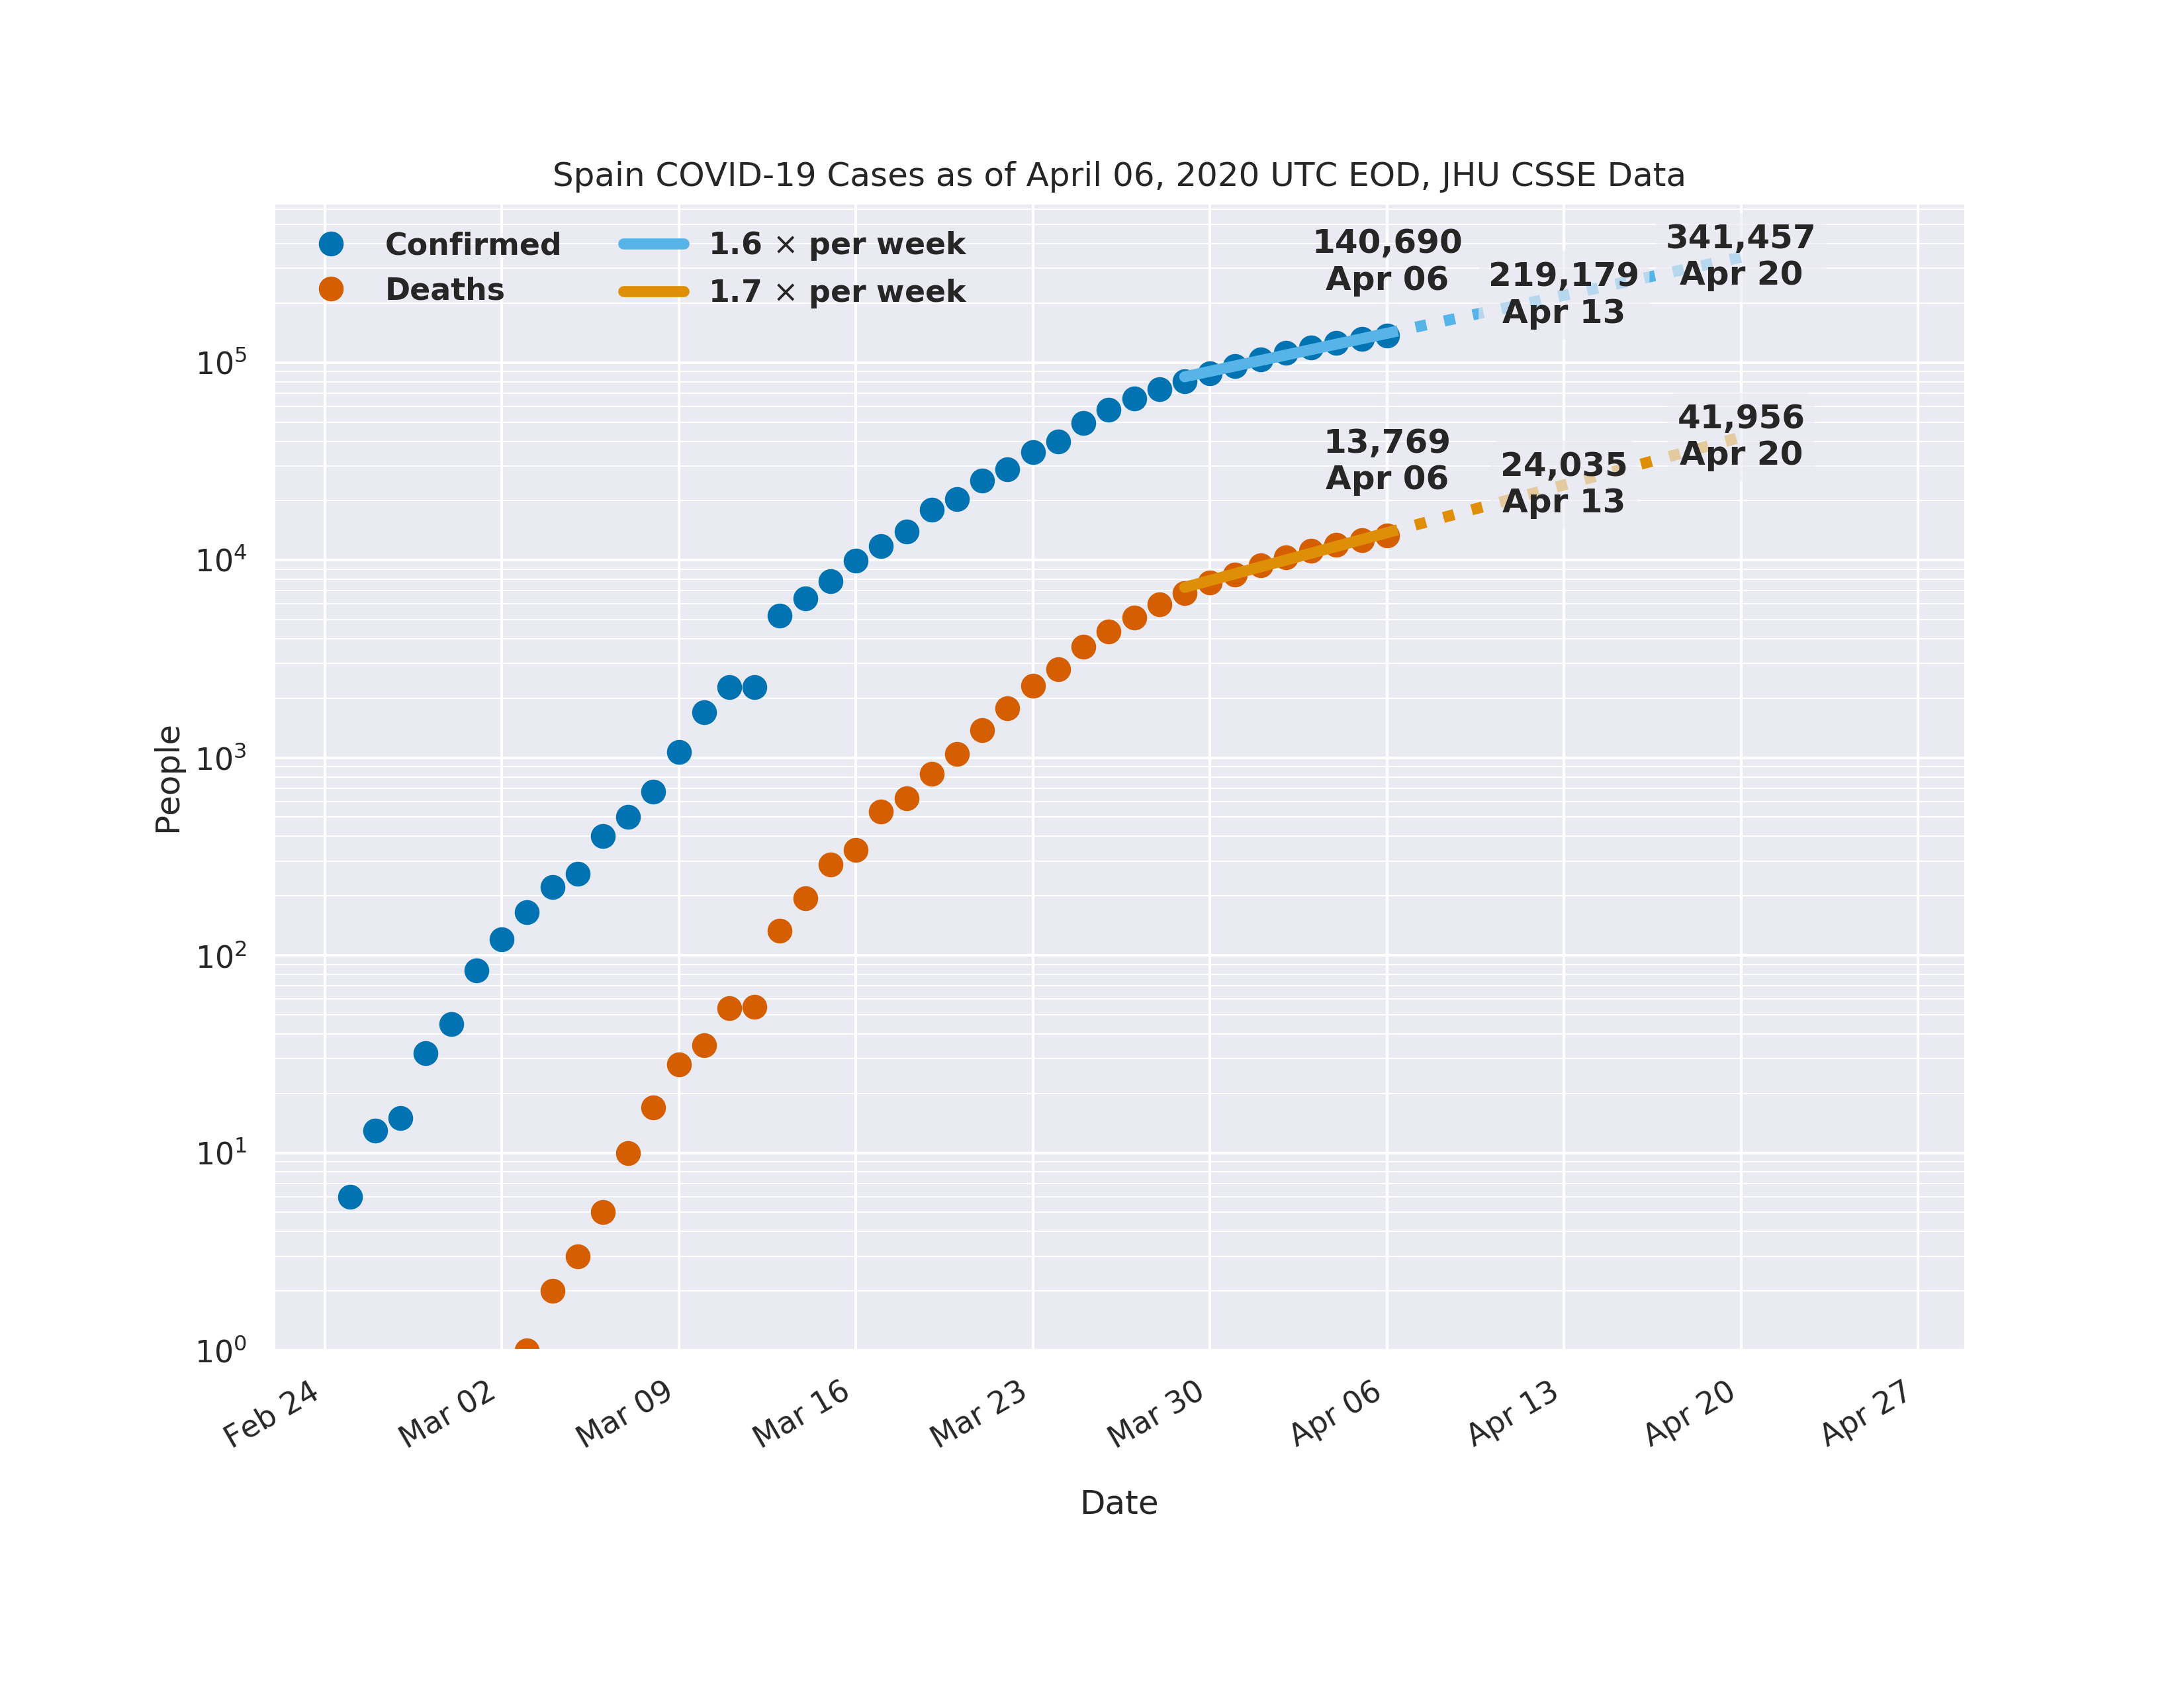 Spain COVID-19 Cases as of April 06, 2020 UTC EOD, JHU CSSE Data
Confirmed
Deaths
1.6 × per week
1.7 × per week
140,690
Apr 06
219,179
Apr 13
341,457
Apr 20
13,769
Apr 06
24,035
Apr 13
41,956
Apr 20
People
10⁵
10⁴
10³
10²
10¹
10⁰
Feb 24
Mar 02
Mar 09
Mar 16
Mar 23
Mar 30
Apr 06
Apr 13
Apr 20
Apr 27
Date